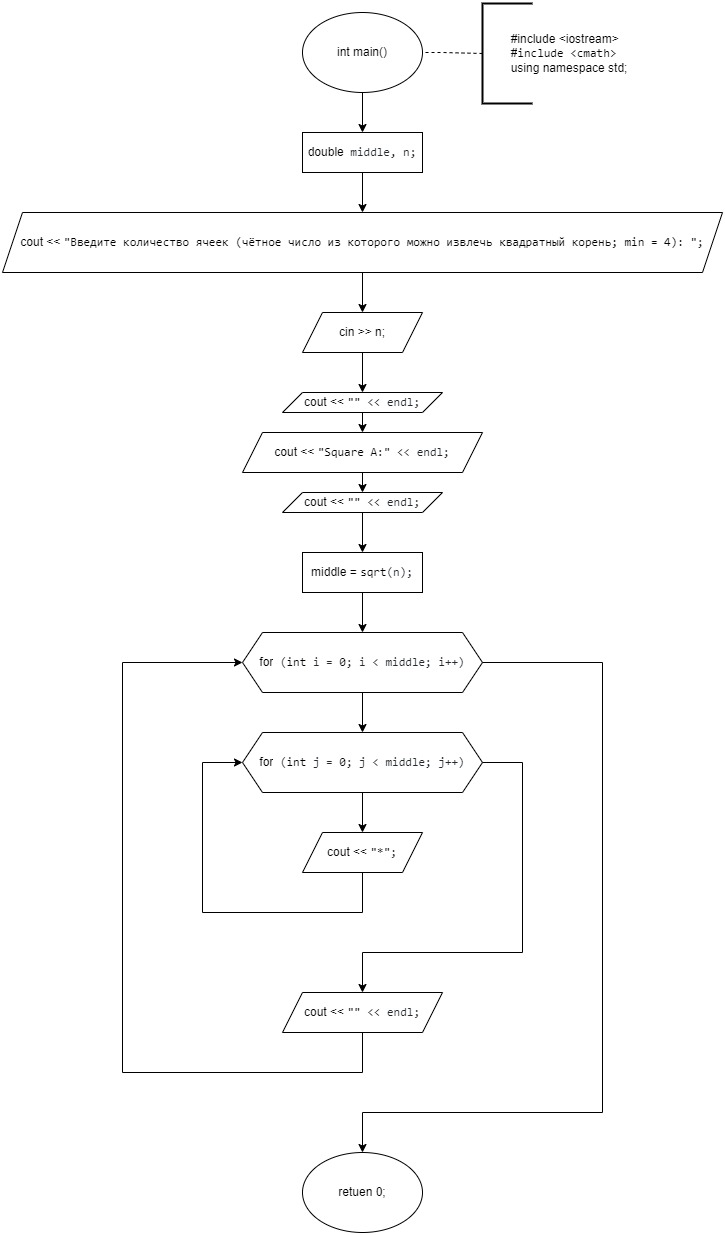 int main()
#include <iostream>
#include <cmath>
using namespace std;
double middle, n;
cout << "Введите количество ячеек (чётное число из которого можно извлечь квадратный корень; min = 4): ";
cin >> n;
cout << "" << endl;
cout << "Square A:" << endl;
cout << "" << endl;
middle = sqrt(n);
for (int i = 0; i < middle; i++)
for (int j = 0; j < middle; j++)
cout << "*";
cout << "" << endl;
retuen 0;